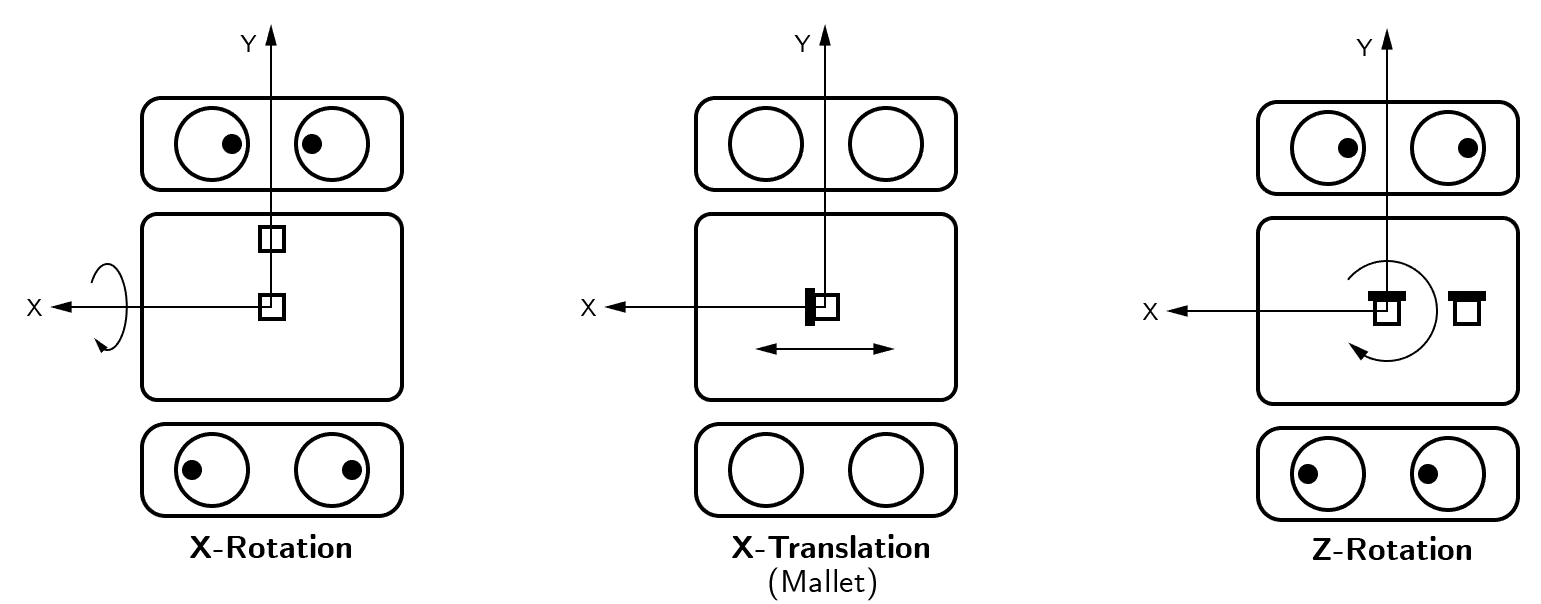 Y
X
X-Rotation
Y
X
X-Translation
(Mallet)
Y
X
Z-Rotation